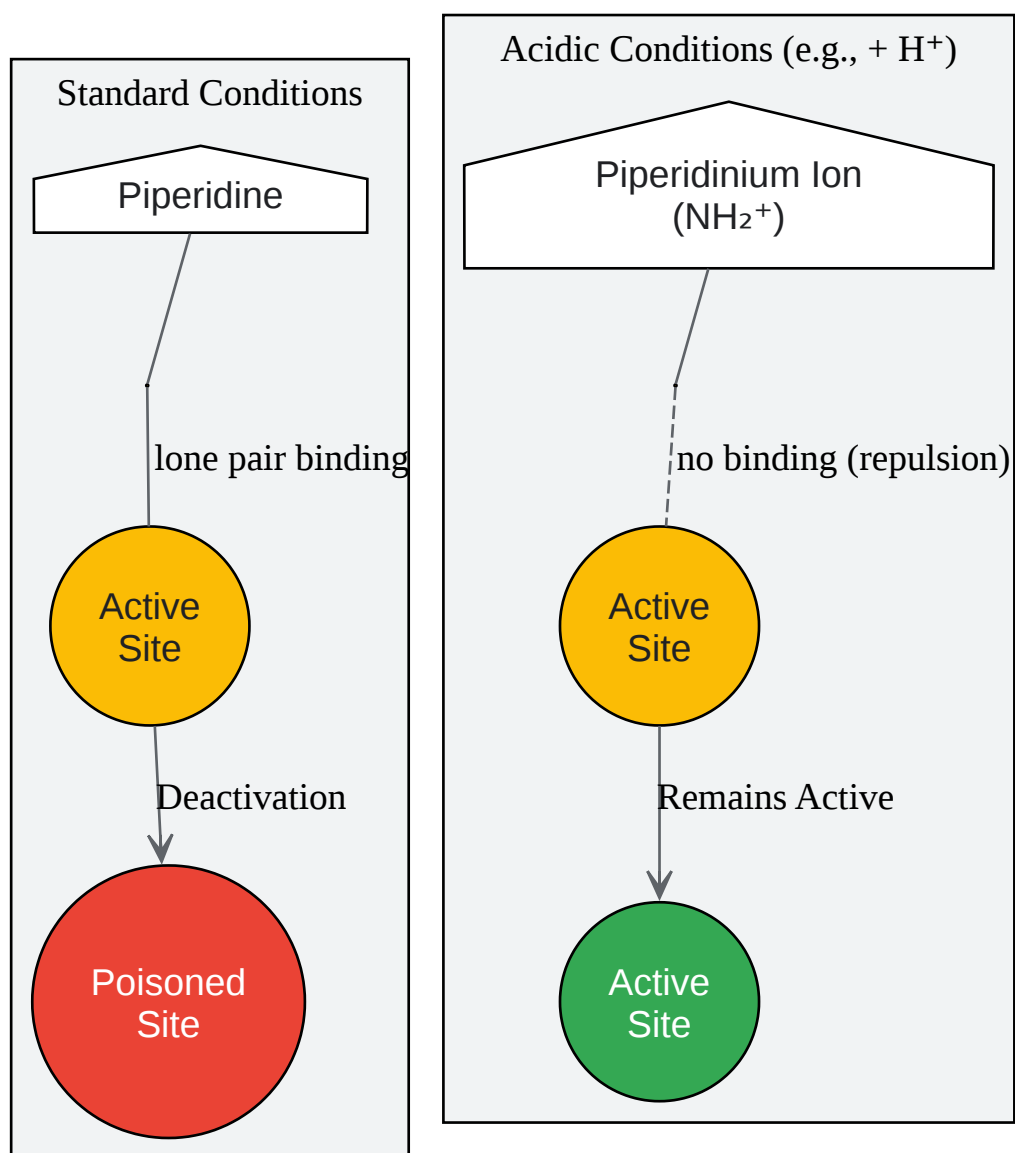 Standard Conditions
Piperidine
lone pair binding
Active
Site
Deactivation
Poisoned
Site
Acidic Conditions (e.g., + H⁺)
Piperidinium Ion
(NH₂⁺)
no binding (repulsion)
Active
Site
Remains Active
Active
Site